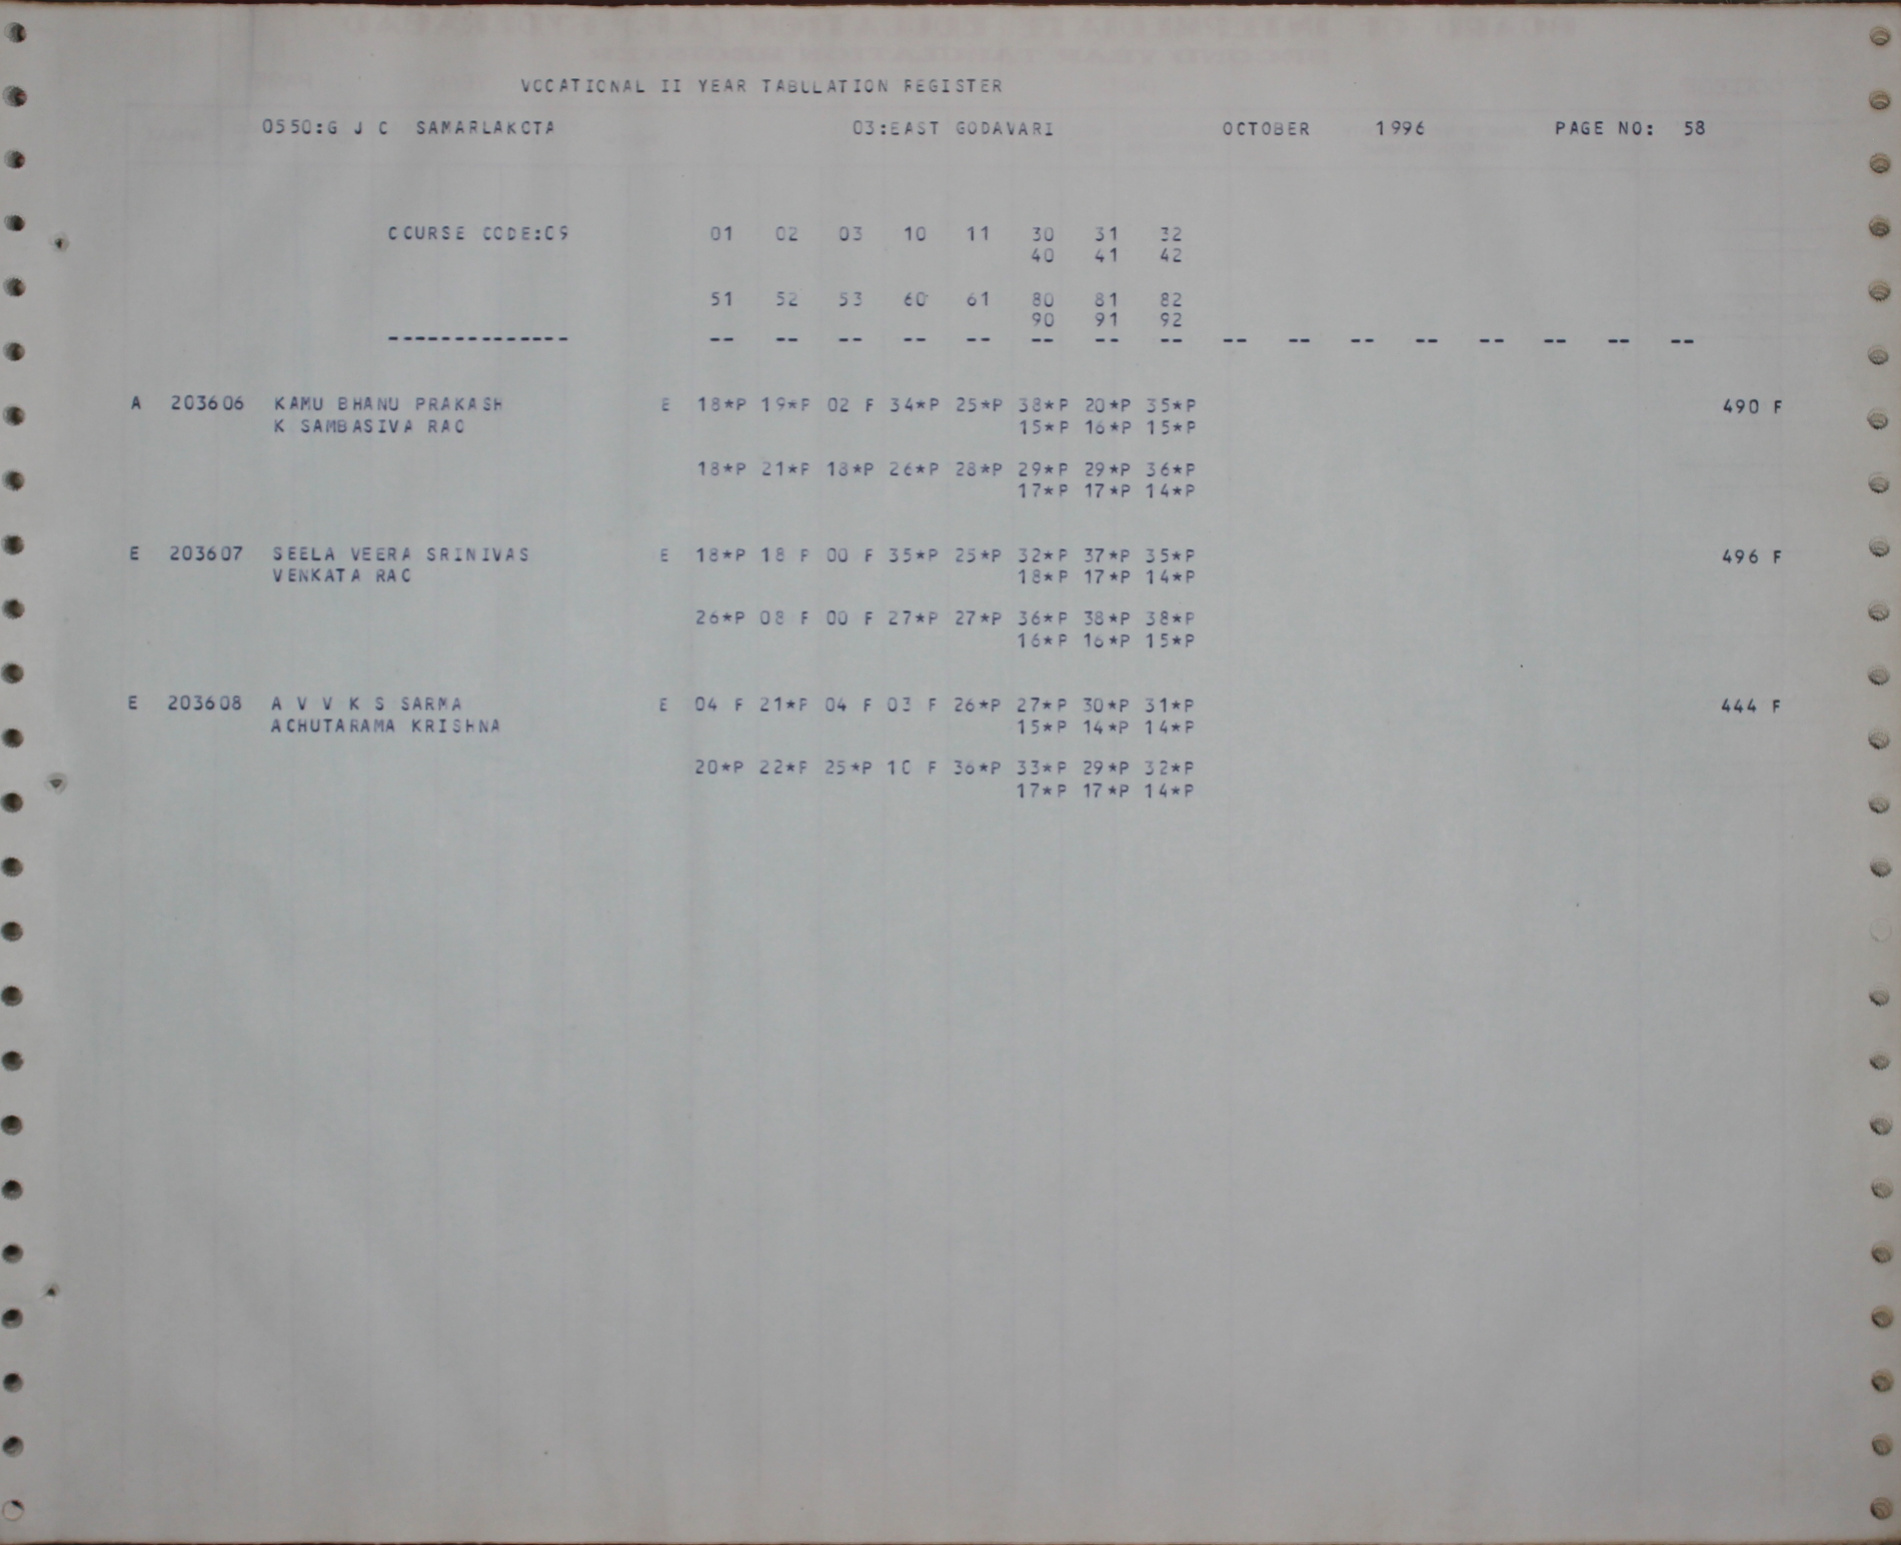 VOCATIONAL II YEAR TABULATION REGISTER
0550:G J C SAMARLAKOTA 03:EAST GODAVARI OCTOBER 1996 PAGE NO: 58
COURSE CODE:C9 01 02 03 10 11 30 31 32
40 41 42
51 52 53 60 61 80 81 82
90 91 92
-------------- -- -- -- -- -- -- -- -- -- -- -- -- -- -- -- --
A 203606 KAMU BHANU PRAKASH E 18*P 19*P 02 F 34*P 25*P 38*P 20*P 35*P 490 F
K SAMBASIVA RAO 15*P 16*P 15*P
18*P 21*P 18*P 26*P 28*P 29*P 29*P 36*P
17*P 17*P 14*P
E 203607 SEELA VEERA SRINIVAS E 18*P 18 F 00 F 35*P 25*P 32*P 37*P 35*P 496 F
VENKATA RAO 18*P 17*P 14*P
26*P 08 F 00 F 27*P 27*P 36*P 38*P 38*P
16*P 16*P 15*P
E 203608 A V V K S SARMA E 04 F 21*P 04 F 03 F 26*P 27*P 30*P 31*P 444 F
ACHUTARAMA KRISHNA 15*P 14*P 14*P
20*P 22*P 25*P 10 F 36*P 33*P 29*P 32*P
17*P 17*P 14*P